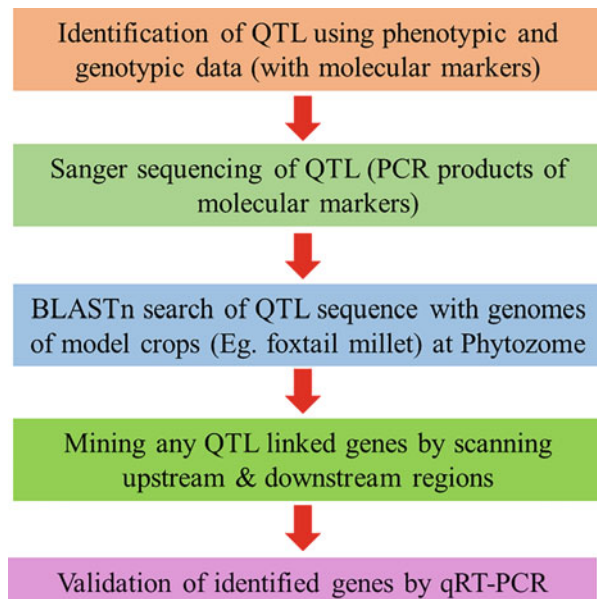 Identification of QTL using phenotypic and
genotypic data (with molecular markers)
Sanger sequencing of QTL (PCR products of
molecular markers)
BLASTn search of QTL sequence with genomes
of model crops (Eg. foxtail millet) at Phytozome
Mining any QTL linked genes by scanning
upstream & downstream regions
Validation of identified genes by qRT-PCR